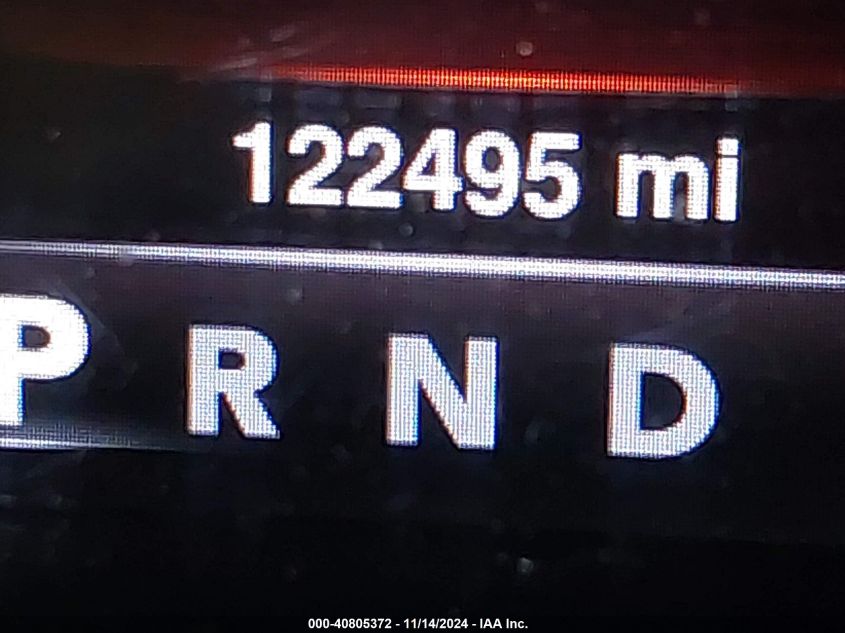 122495 mi
P R N D
000-40805372 - 11/14/2024 - IAA Inc.